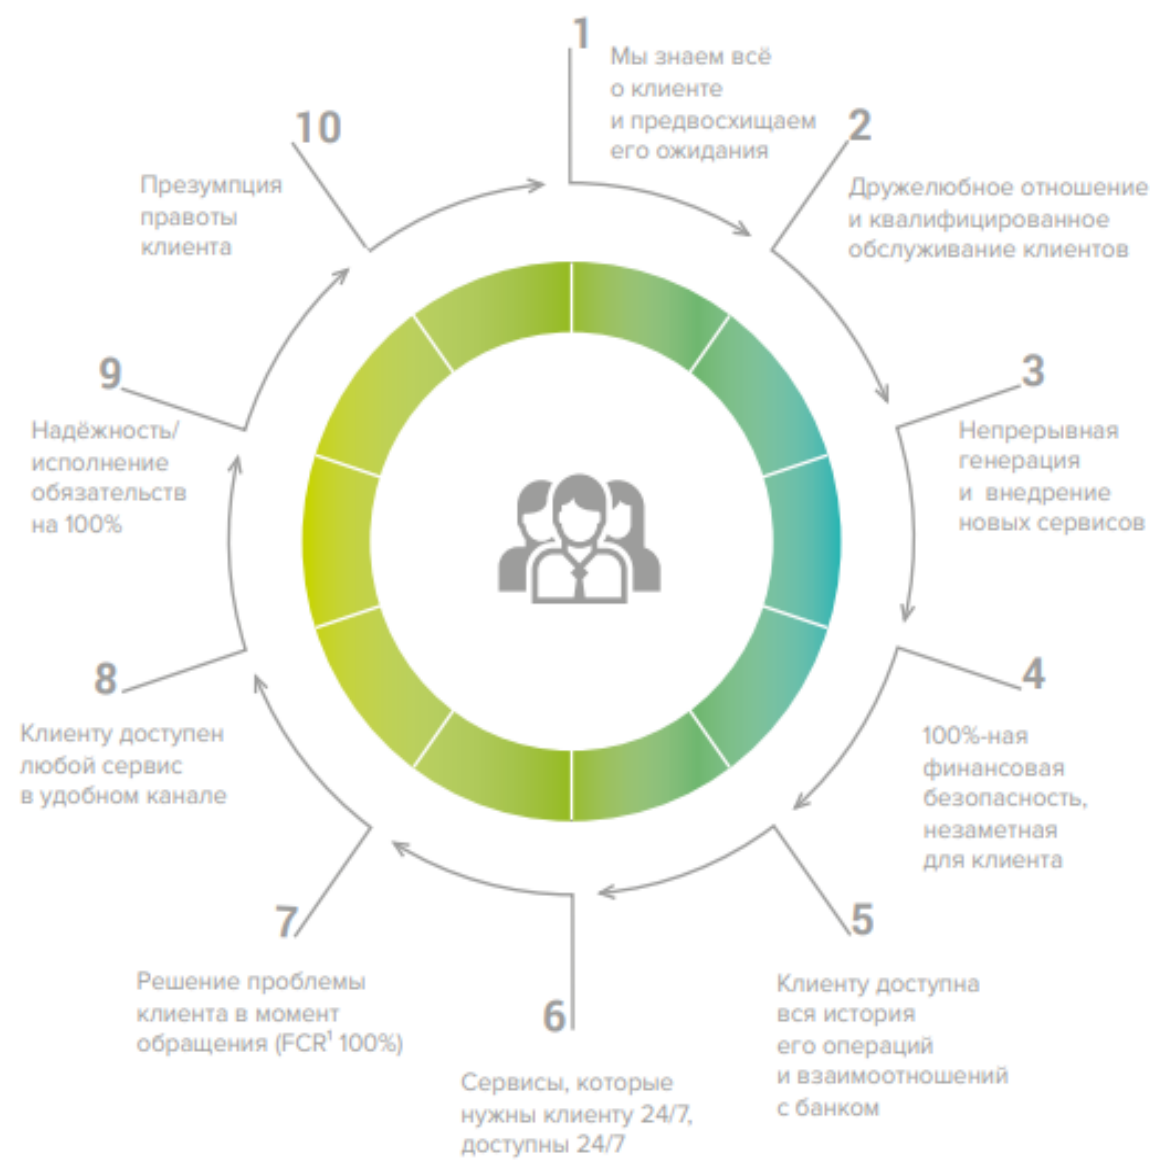 1
Мы знаем всё
о клиенте
и предвосхищаем
его ожидания
2
Дружелюбное отношение
и квалифицированное
обслуживание клиентов
3
Непрерывная
генерация
и внедрение
новых сервисов
4
100%-ная
финансовая
безопасность,
незаметная
для клиента
5
Клиенту доступна
вся история
его операций
и взаимоотношений
с банком
6
Сервисы, которые
нужны клиенту 24/7,
доступны 24/7
7
Решение проблемы
клиента в момент
обращения (FCR¹ 100%)
8
Клиенту доступен
любой сервис
в удобном канале
9
Надёжность/
исполнение
обязательств
на 100%
10
Презумпция
правоты
клиента